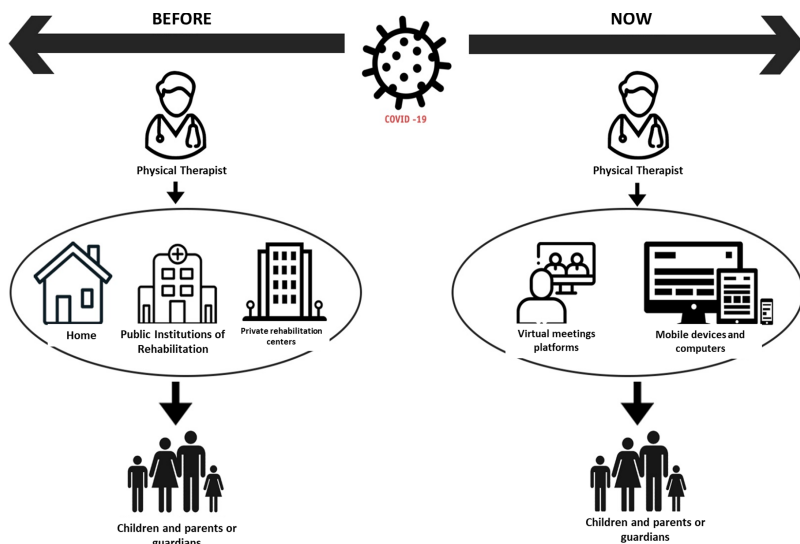 BEFORE
NOW
COVID -19
Physical Therapist
Physical Therapist
Home
Public Institutions of
Rehabilitation
Private rehabilitation
centers
Virtual meetings
platforms
Mobile devices and
computers
Children and parents or
guardians
Children and parents or
guardians